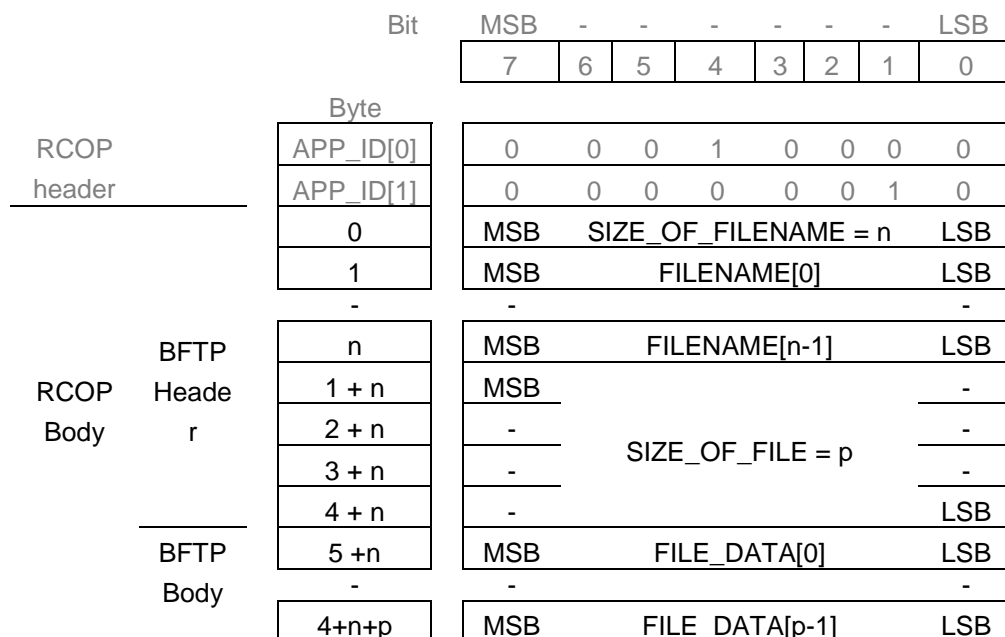 Bit MSB - - - - - - LSB
7 6 5 4 3 2 1 0
Byte
RCOP APP_ID[0] 0 0 0 1 0 0 0 0
header APP_ID[1] 0 0 0 0 0 0 1 0
0 MSB SIZE_OF_FILENAME = n LSB
1 MSB FILENAME[0] LSB
- - -
BFTP n MSB FILENAME[n-1] LSB
RCOP Heade 1 + n MSB -
Body r 2 + n - -
SIZE_OF_FILE = p
3 + n - -
4 + n - LSB
BFTP 5 +n MSB FILE_DATA[0] LSB
Body - - -
4+n+p MSB FILE_DATA[p-1] LSB